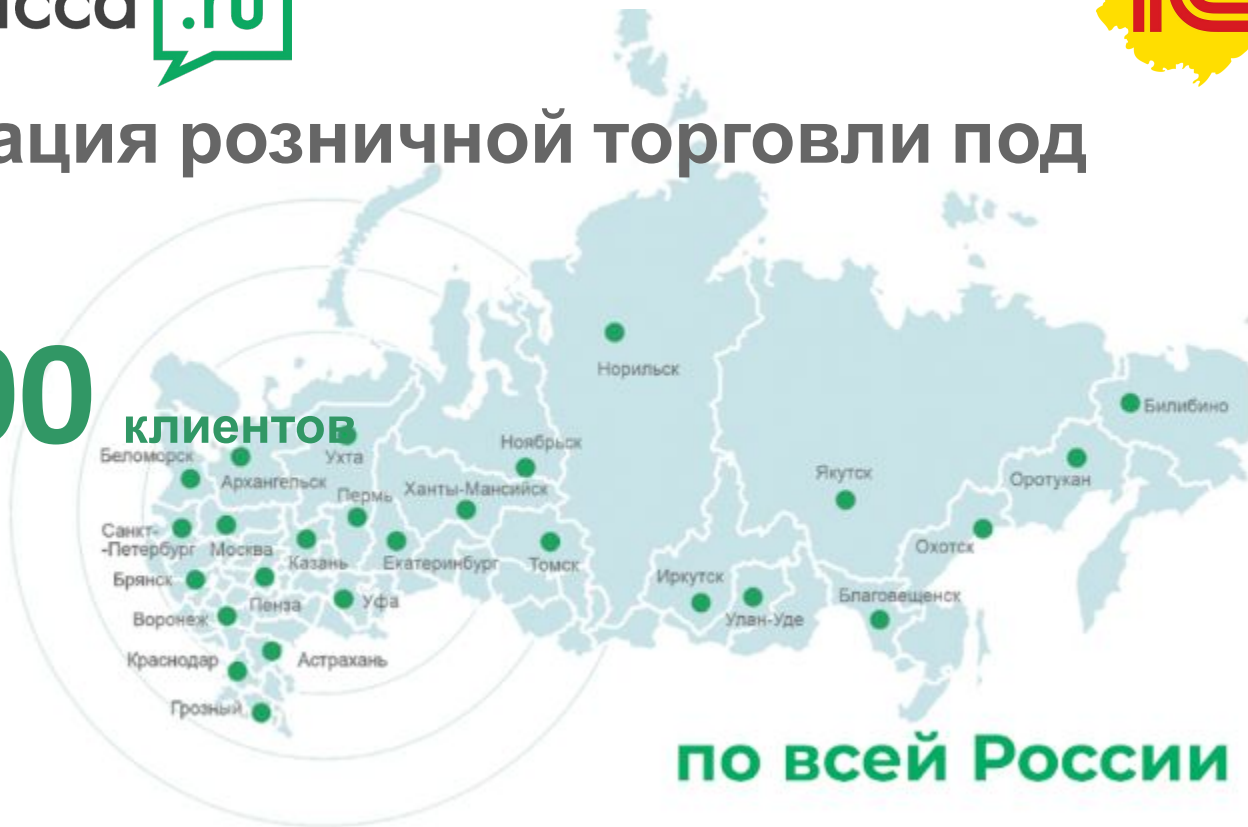 .ru
ация розничной торговли под
00 клиентов
Норильск
Билибино
Ноябрьск
Беломорск
Ухта
Архангельск
Якутск
Оротукан
Пермь
Ханты-Мансийск
Санкт-
-Петербург
Москва
Казань
Екатеринбург
Томск
Охотск
Брянск
Иркутск
Пенза
Уфа
Благовещенск
Воронеж
Улан-Уде
Краснодар
Астрахань
Грозный
по всей России